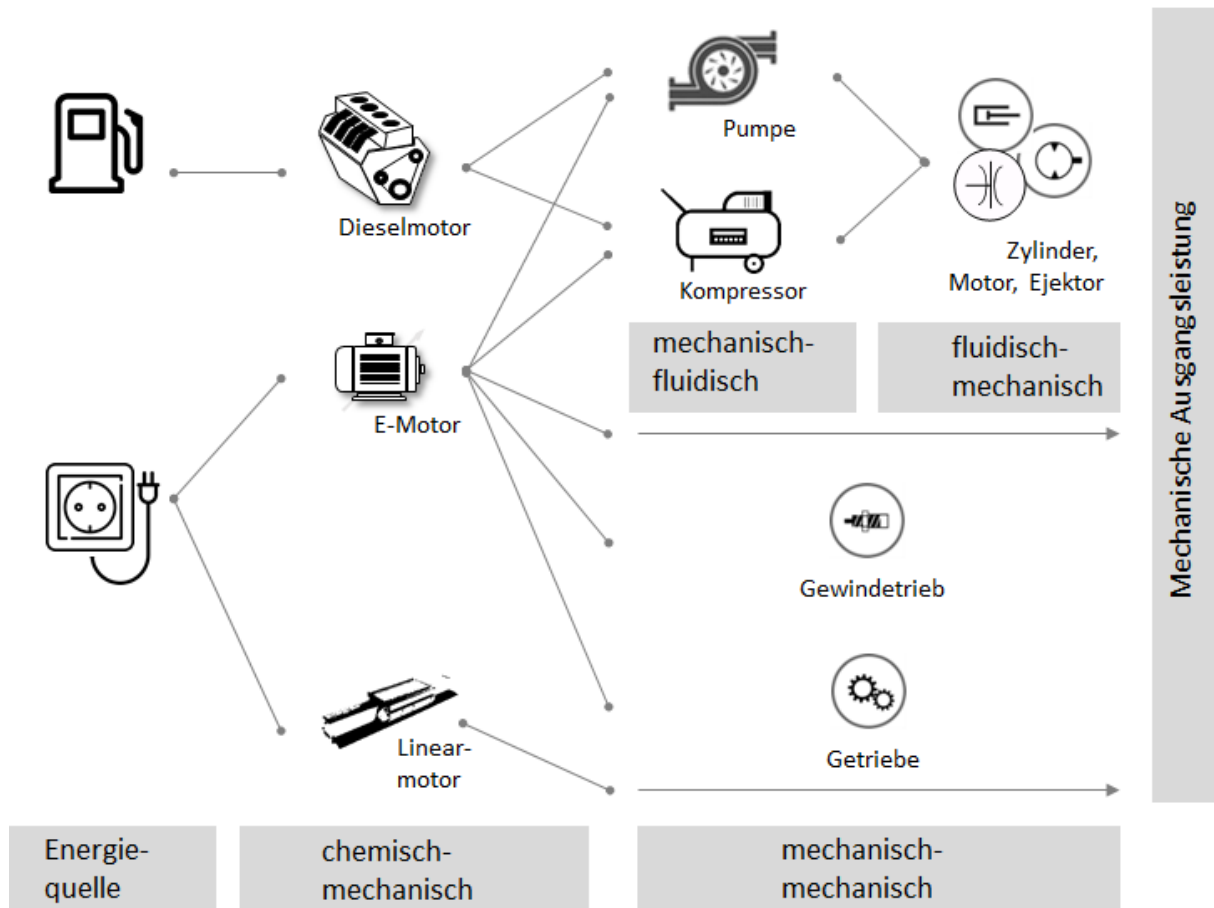 Pumpe
Dieselmotor
Kompressor
Zylinder,
Motor, Ejektor
mechanisch-
fluidisch
fluidisch-
mechanisch
E-Motor
Gewindetrieb
Linear-
motor
Getriebe
Mechanische Ausgangsleistung
Energie-
quelle
chemisch-
mechanisch
mechanisch-
mechanisch